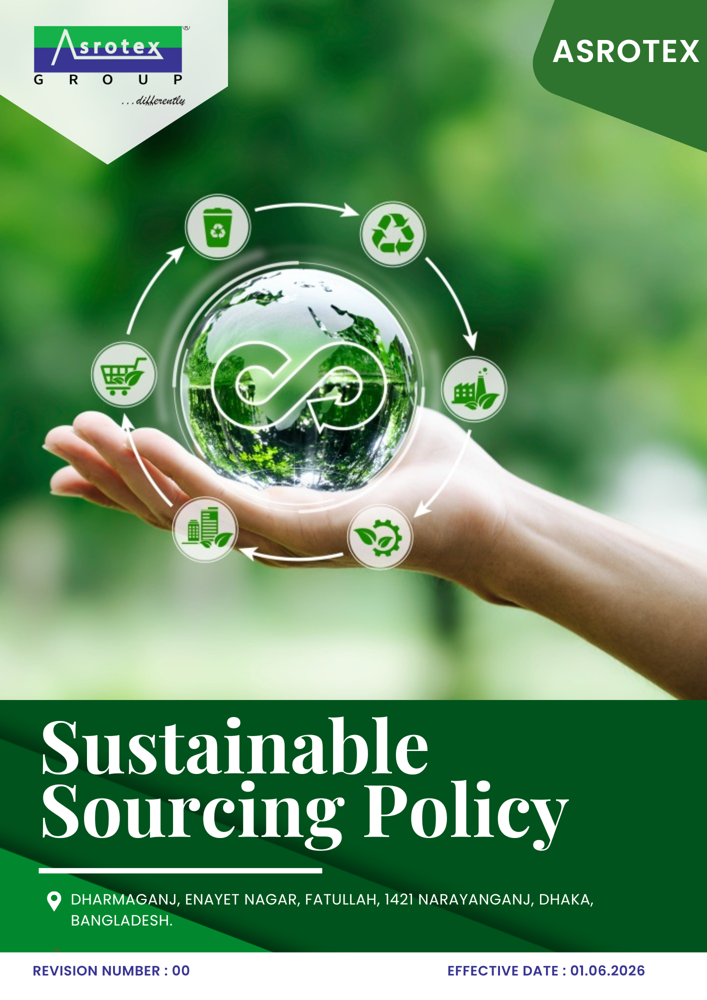 Asrotex
®
GROUP
...differently
ASROTEX
Sustainable
Sourcing Policy
DHARMAGANJ, ENAYET NAGAR, FATULLAH, 1421 NARAYANGANJ, DHAKA,
BANGLADESH.
REVISION NUMBER : 00
EFFECTIVE DATE : 01.06.2026